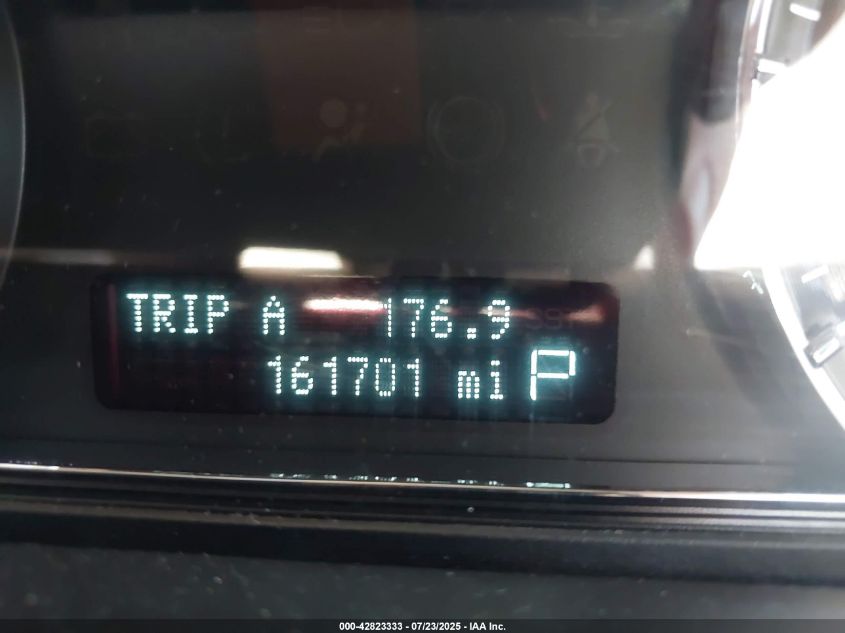 TRIP A 176.9
161701 mi P
000-42823333 / 07/23/2025 - IAA Inc.